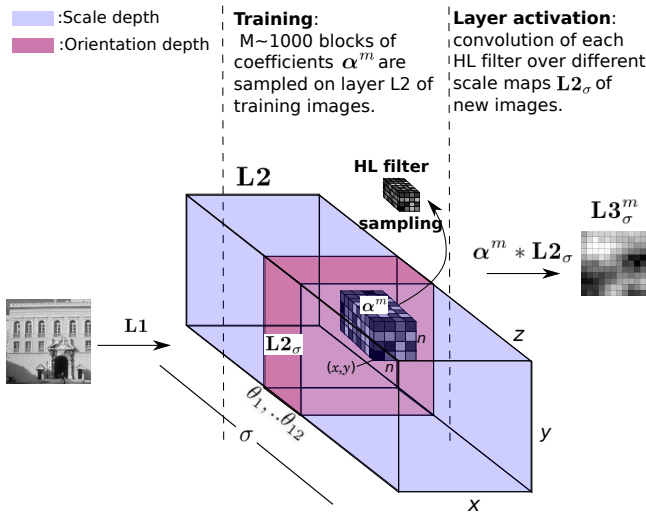 :Scale depth
:Orientation depth
Training:
M~1000 blocks of
coefficients α^m are
sampled on layer L2 of
training images.
Layer activation:
convolution of each
HL filter over different
scale maps L2_σ of
new images.
L2
HL filter
sampling
L3_σ^m
α^m * L2_σ
α^m
L1
L2_σ
n
(x,y)
n
z
θ_1, ..θ_12
σ
y
x